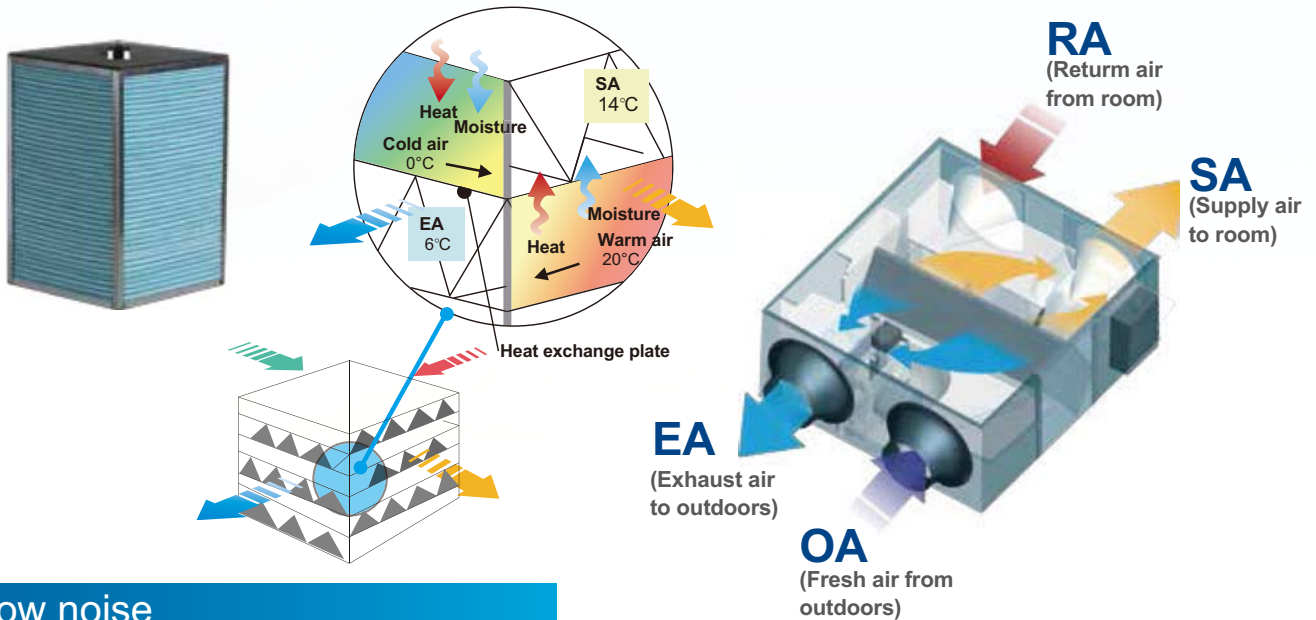 SA
14℃
Heat
Moisture
Cold air
0°C
EA
6℃
Moisture
Heat
Warm air
20°C
Heat exchange plate
RA
(Returm air
from room)
SA
(Supply air
to room)
EA
(Exhaust air
to outdoors)
OA
(Fresh air from
outdoors)
ow noise